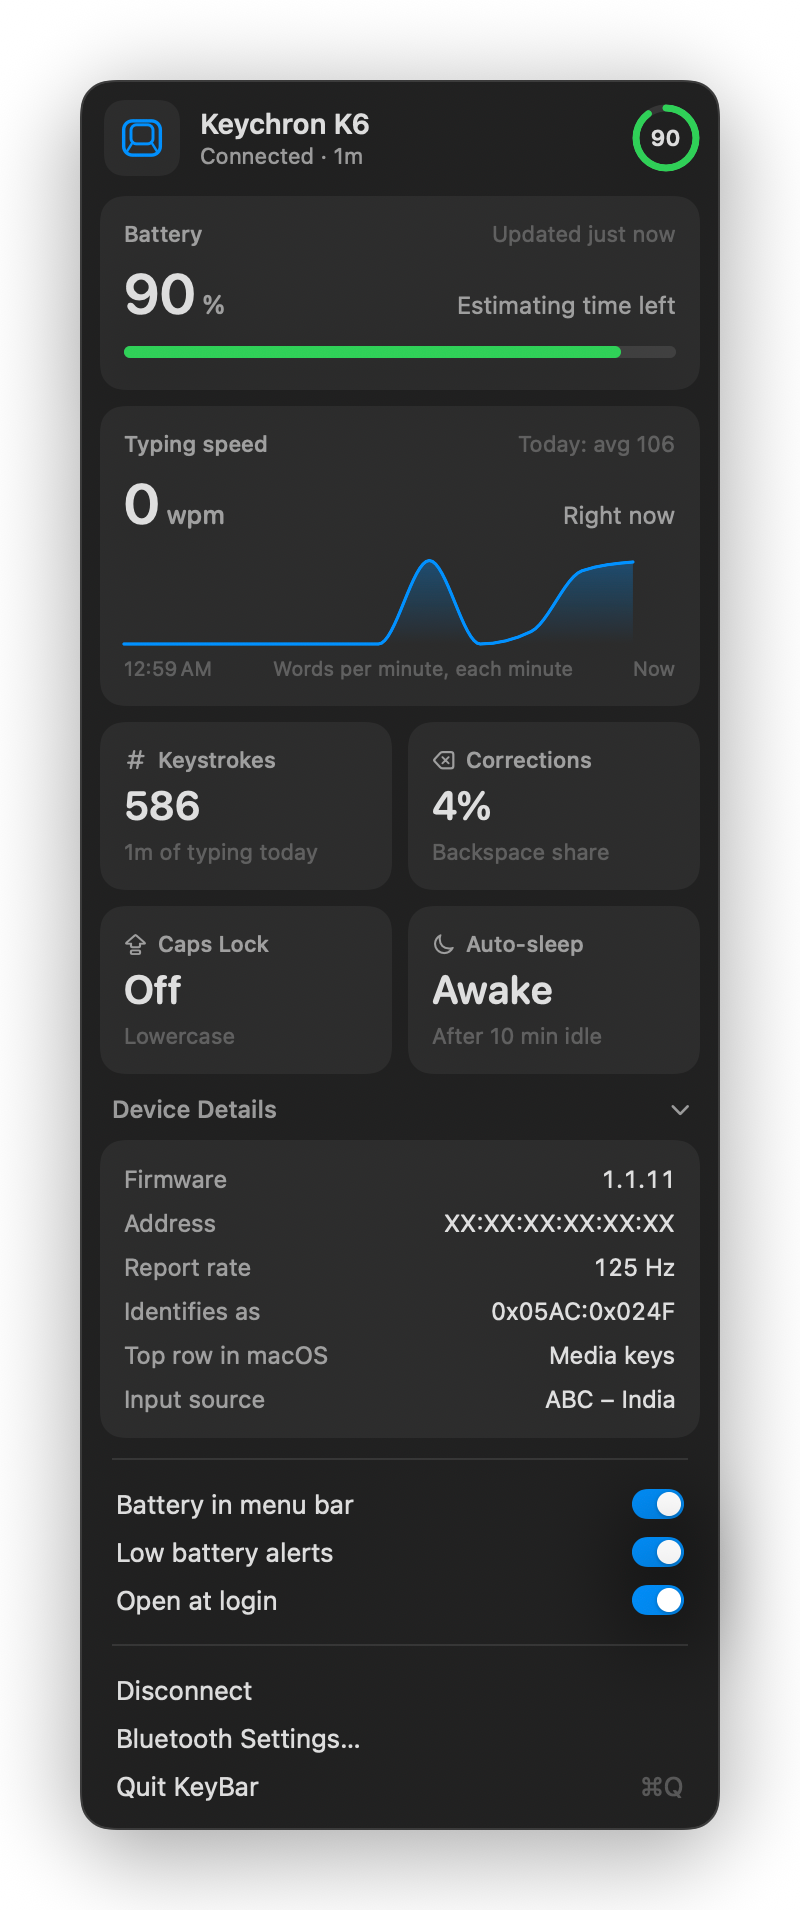 Keychron K6
Connected · 1m
90
Battery
Updated just now
90 %
Estimating time left
Typing speed
Today: avg 106
0 wpm
Right now
12:59 AM
Words per minute, each minute
Now
Keystrokes
586
1m of typing today
Corrections
4%
Backspace share
Caps Lock
Off
Lowercase
Auto-sleep
Awake
After 10 min idle
Device Details
Firmware 1.1.11
Address XX:XX:XX:XX:XX:XX
Report rate 125 Hz
Identifies as 0x05AC:0x024F
Top row in macOS Media keys
Input source ABC – India
Battery in menu bar
Low battery alerts
Open at login
Disconnect
Bluetooth Settings...
Quit KeyBar ⌘Q